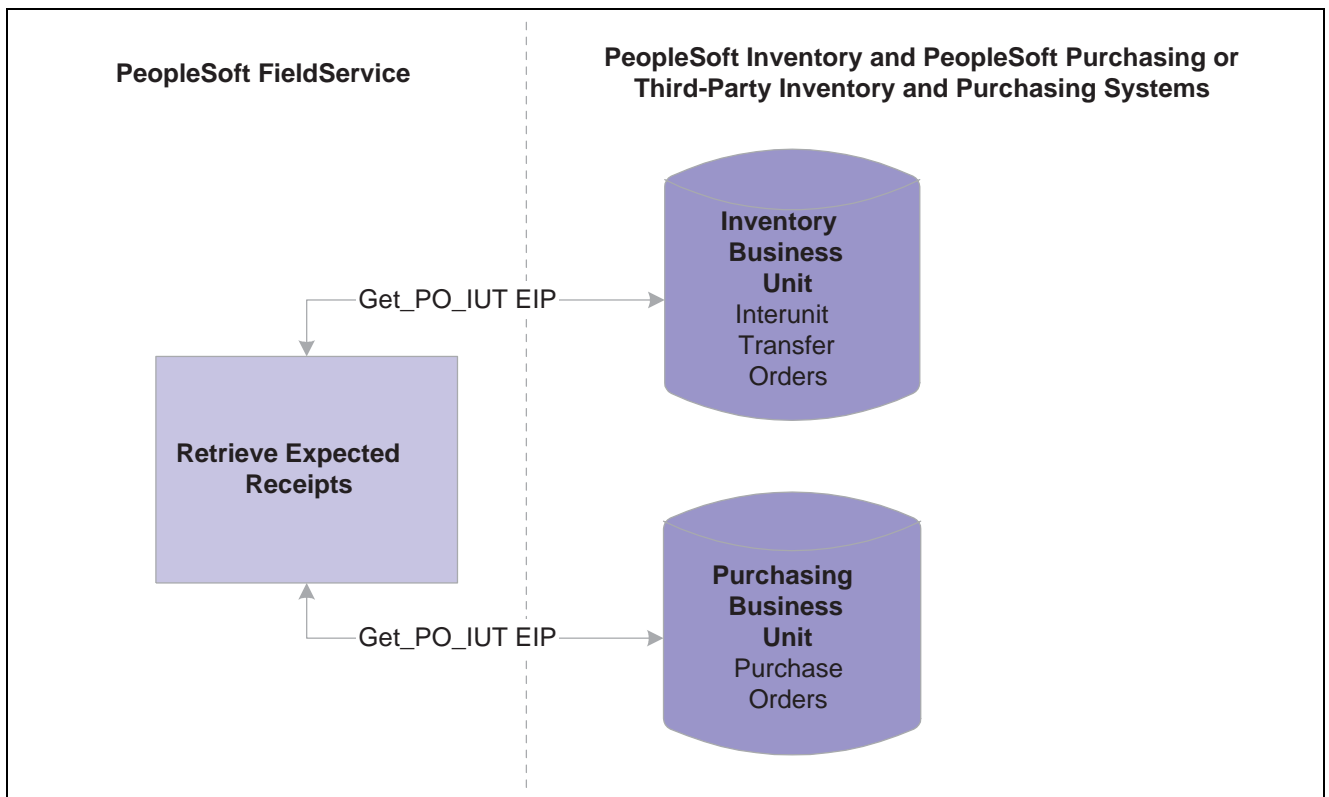 PeopleSoft FieldService
PeopleSoft Inventory and PeopleSoft Purchasing or
Third-Party Inventory and Purchasing Systems
Inventory
Business
Unit
Interunit
Transfer
Orders
Get_PO_IUT EIP
Retrieve Expected
Receipts
Get_PO_IUT EIP
Purchasing
Business
Unit
Purchase
Orders